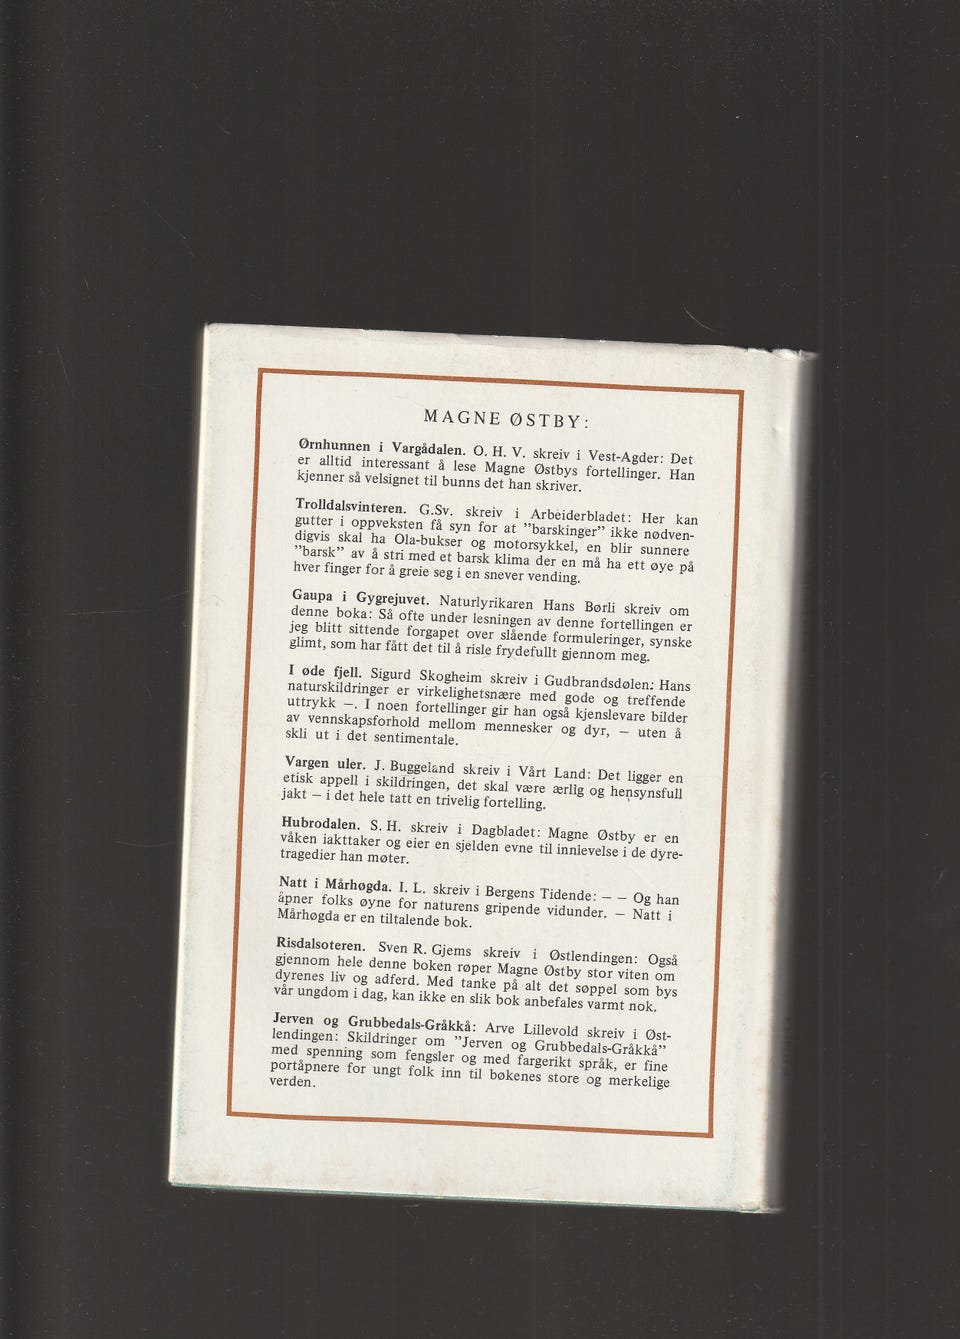 MAGNE ØSTBY:
Ørnhunnen i Vargådalen. O. H. V. skreiv i Vest-Agder: Det
er alltid interessant å lese Magne Østbys fortellinger. Han
kjenner så velsignet til bunns det han skriver.
Trolldalsvinteren. G.Sv. skreiv i Arbeiderbladet: Her kan
gutter i oppveksten få syn for at ”barskinger” ikke nødven-
digvis skal ha Ola-bukser og motorsykkel, en blir sunnere
”barsk” av å stri med et barsk klima der en må ha ett øye på
hver finger for å greie seg i en snever vending.
Gaupa i Gygrejuvet. Naturlyrikaren Hans Børli skreiv om
denne boka: Så ofte under lesningen av denne fortellingen er
jeg blitt sittende forgapet over slående formuleringer, synske
glimt, som har fått det til å risle frydefullt gjennom meg.
I øde fjell. Sigurd Skogheim skreiv i Gudbrandsdølen: Hans
naturskildringer er virkelighetsnære med gode og treffende
uttrykk —. I noen fortellinger gir han også kjenslevare bilder
av vennskapsforhold mellom mennesker og dyr, — uten å
skli ut i det sentimentale.
Vargen uler. J. Buggeland skreiv i Vårt Land: Det ligger en
etisk appell i skildringen, det skal være ærlig og hensynsfull
jakt — i det hele tatt en trivelig fortelling.
Hubrodalen. S. H. skreiv i Dagbladet: Magne Østby er en
våken iakttaker og eier en sjelden evne til innlevelse i de dyre-
tragedier han møter.
Natt i Mårhøgda. I. L. skreiv i Bergens Tidende: — — Og han
åpner folks øyne for naturens gripende vidunder. — Natt i
Mårhøgda er en tiltalende bok.
Risdalsoteren. Sven R. Gjems skreiv i Østlendingen: Også
gjennom hele denne boken røper Magne Østby stor viten om
dyrenes liv og adferd. Med tanke på alt det søppel som bys
vår ungdom i dag, kan ikke en slik bok anbefales varmt nok.
Jerven og Grubbedals-Gråkkå: Arve Lillevold skreiv i Øst-
lendingen: Skildringer om ”Jerven og Grubbedals-Gråkkå”
med spenning som fengsler og med fargerikt språk, er fine
portåpnere for ungt folk inn til bøkenes store og merkelige
verden.